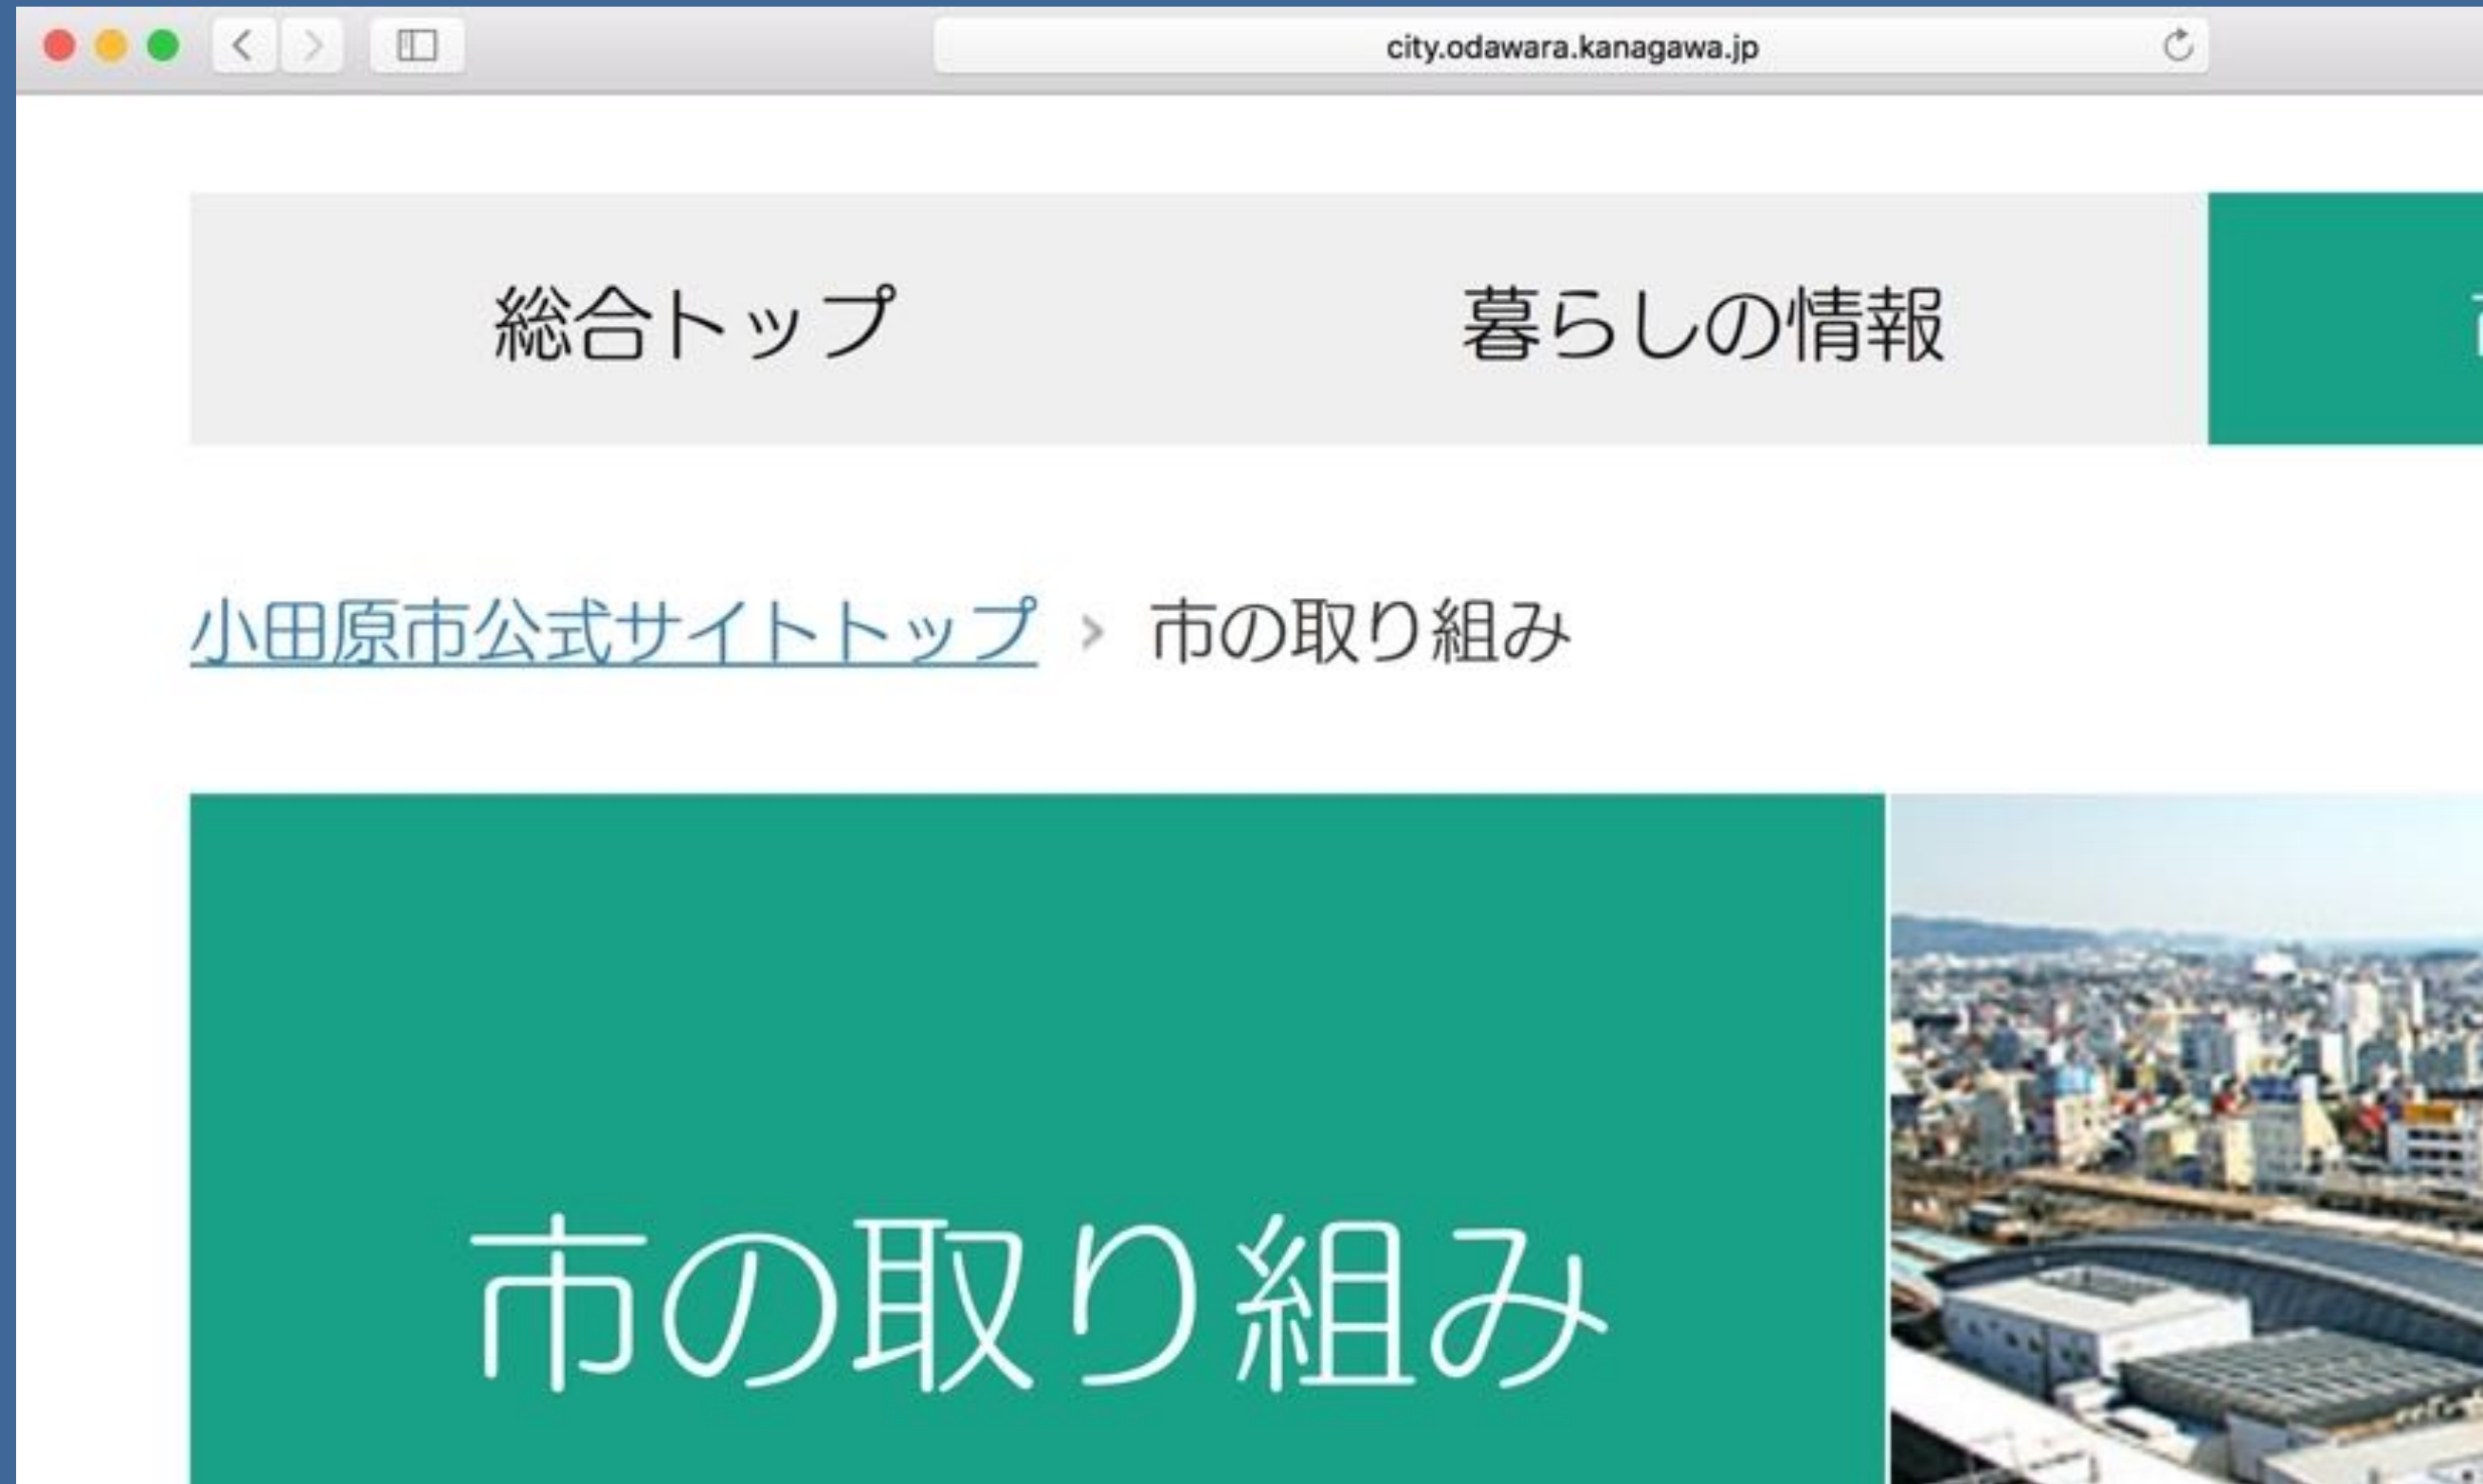 city.odawara.kanagawa.jp
総合トップ 暮らしの情報
小田原市公式サイトトップ › 市の取り組み
市の取り組み